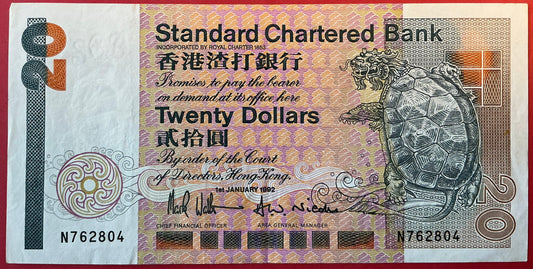 20
Standard Chartered Bank
INCORPORATED BY ROYAL CHARTER 1853
香港渣打銀行
Promises to pay the bearer
on demand at its office here
Twenty Dollars
貳拾圓
By order of the Court
of Directors, Hong Kong.
1st JANUARY 1992
CHIEF FINANCIAL OFFICER AREA GENERAL MANAGER
N762804 N762804
20